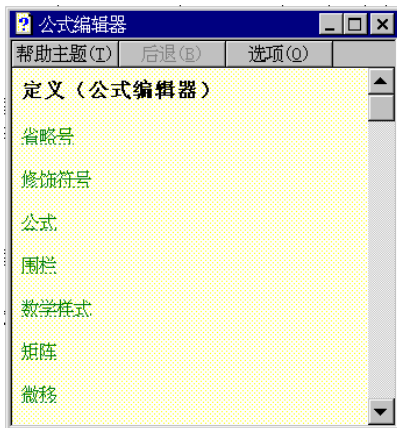 公式编辑器
帮助主题(T) 后退(B) 选项(O)
定义（公式编辑器）
省略号
修饰符号
公式
围栏
数学样式
矩阵
微移